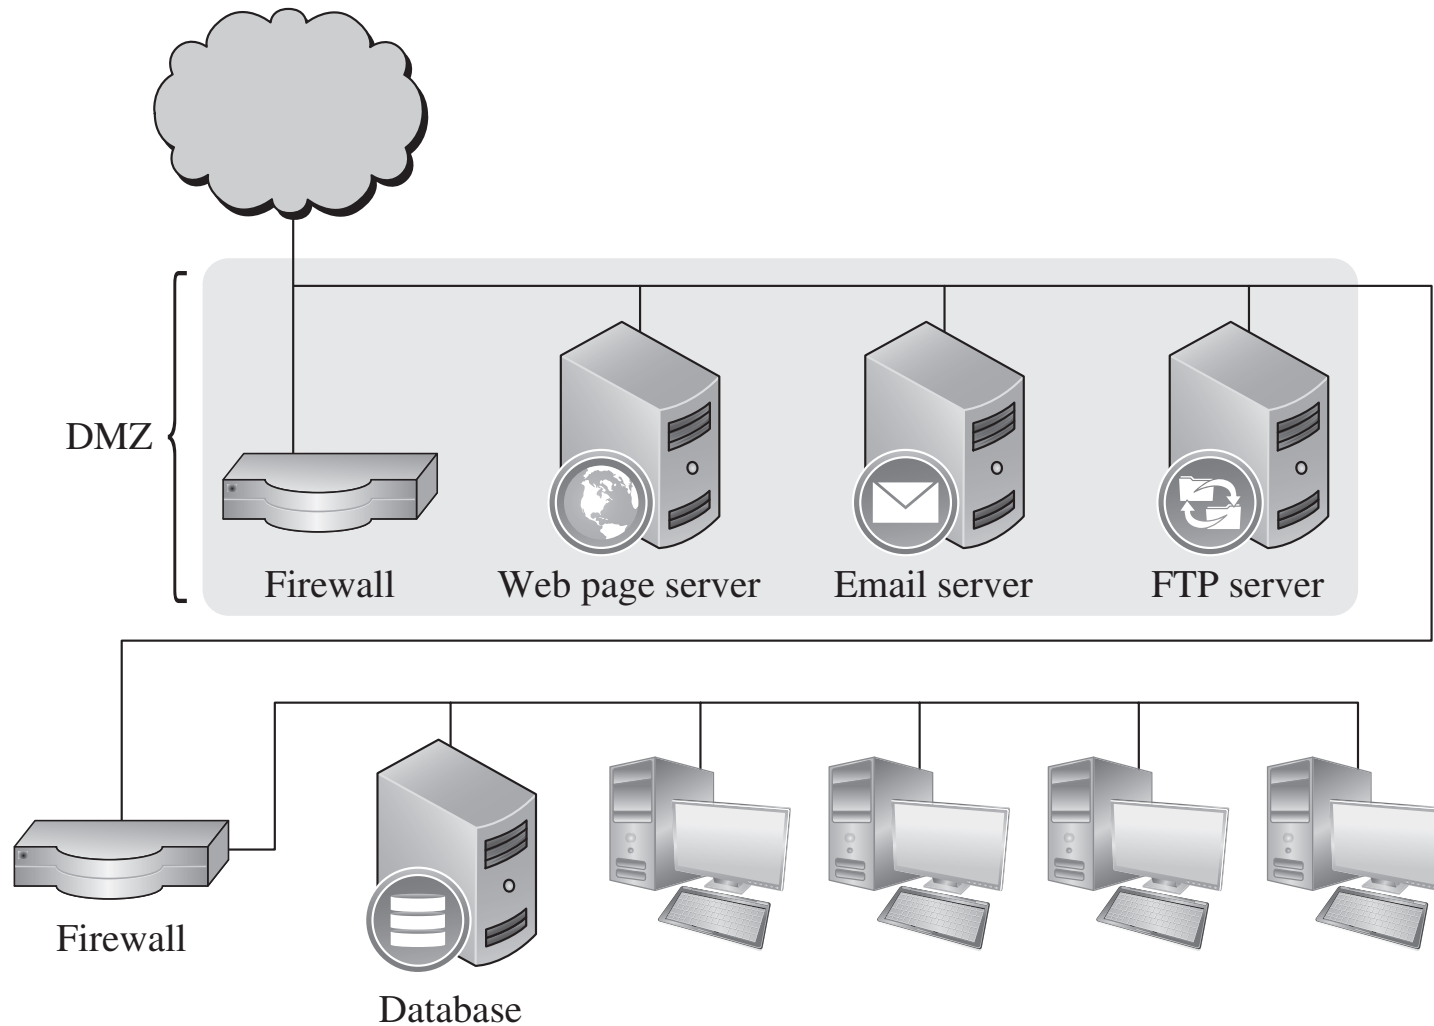 DMZ
Firewall
Web page server
Email server
FTP server
Firewall
Database